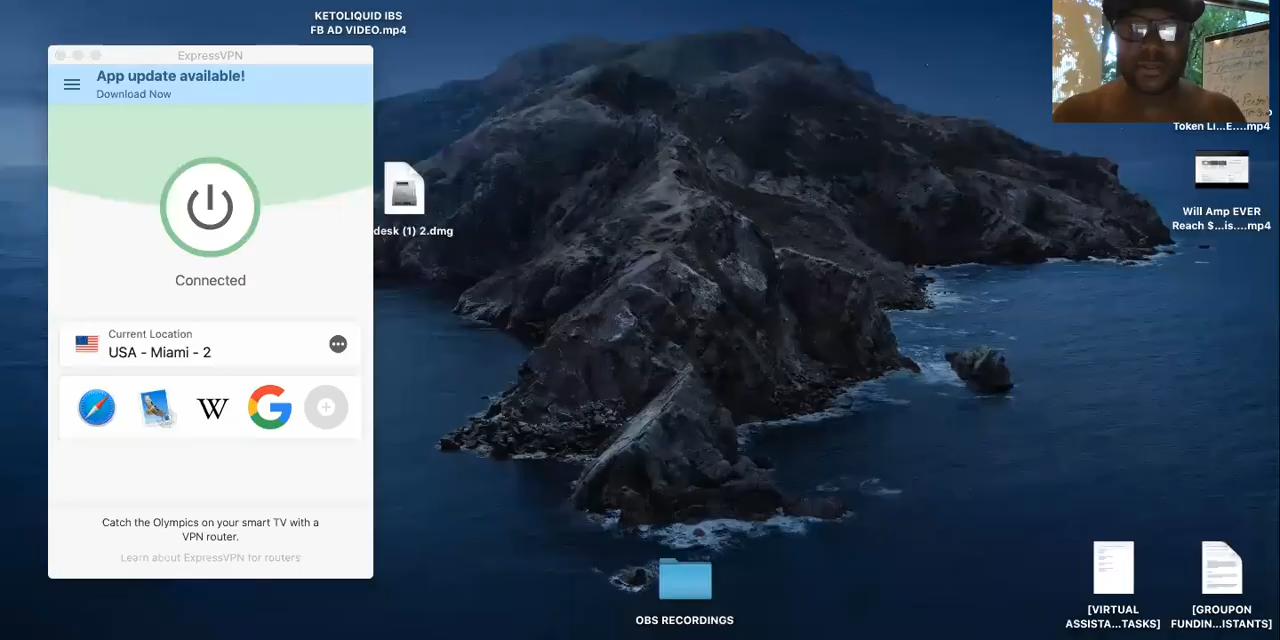 KETOLIQUID IBS
FB AD VIDEO.mp4
ExpressVPN
App update available!
Download Now
Connected
Current Location
USA - Miami - 2
W
G
Catch the Olympics on your smart TV with a
VPN router.
Learn about ExpressVPN for routers
desk (1) 2.dmg
Token Li...E....mp4
Will Amp EVER
Reach $...is....mp4
OBS RECORDINGS
[VIRTUAL
ASSISTA...TASKS]
[GROUPON
FUNDIN...ISTANTS]